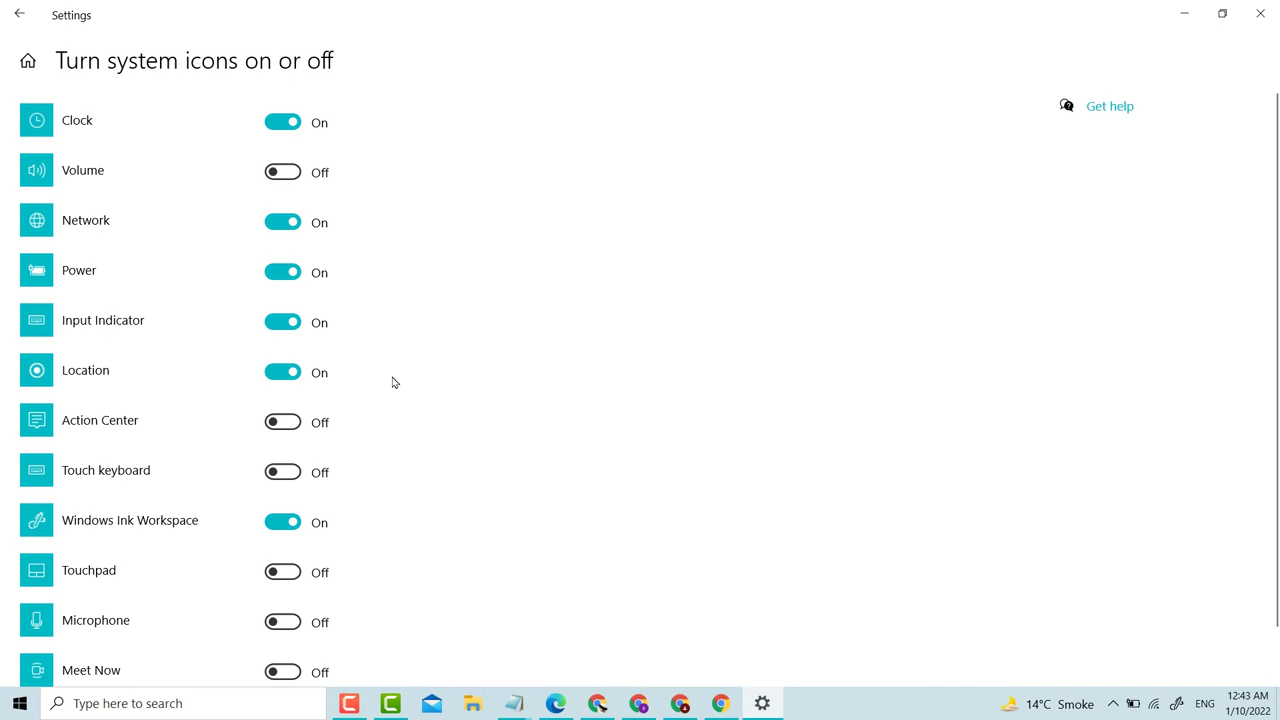 Settings
Turn system icons on or off
Clock On
Get help
Volume Off
Network On
Power On
Input Indicator On
Location On
Action Center Off
Touch keyboard Off
Windows Ink Workspace On
Touchpad Off
Microphone Off
Meet Now Off
Type here to search
14°C Smoke
ENG
12:43 AM
1/10/2022